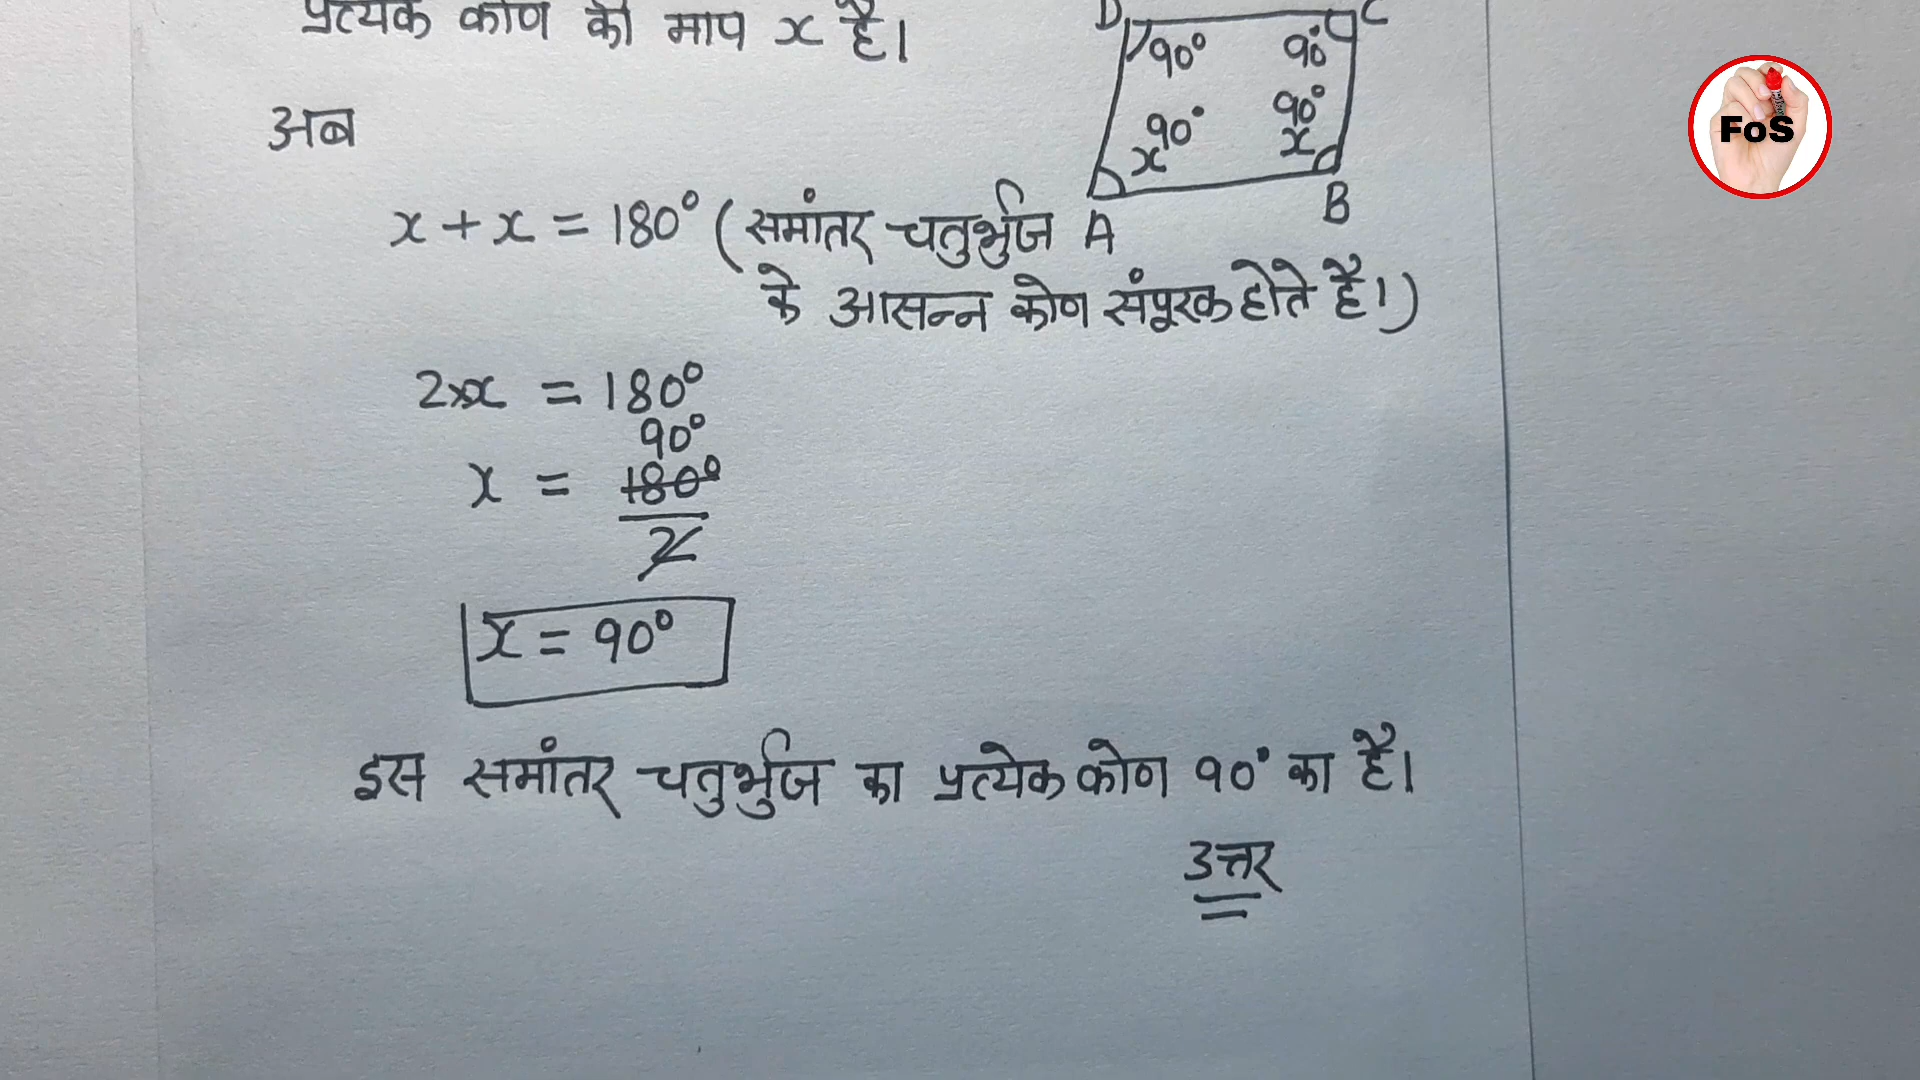 प्रत्येक कोण की माप x है।
D C
90° 90°
अब
90° 90°
x x
A B
x + x = 180° (समांतर चतुर्भुज
के आसन्न कोण संपूरक होते है।)
2×x = 180°
90°
x = 180°
2
x = 90°
इस समांतर चतुर्भुज का प्रत्येक कोण 90° का है।
उत्तर
FoS